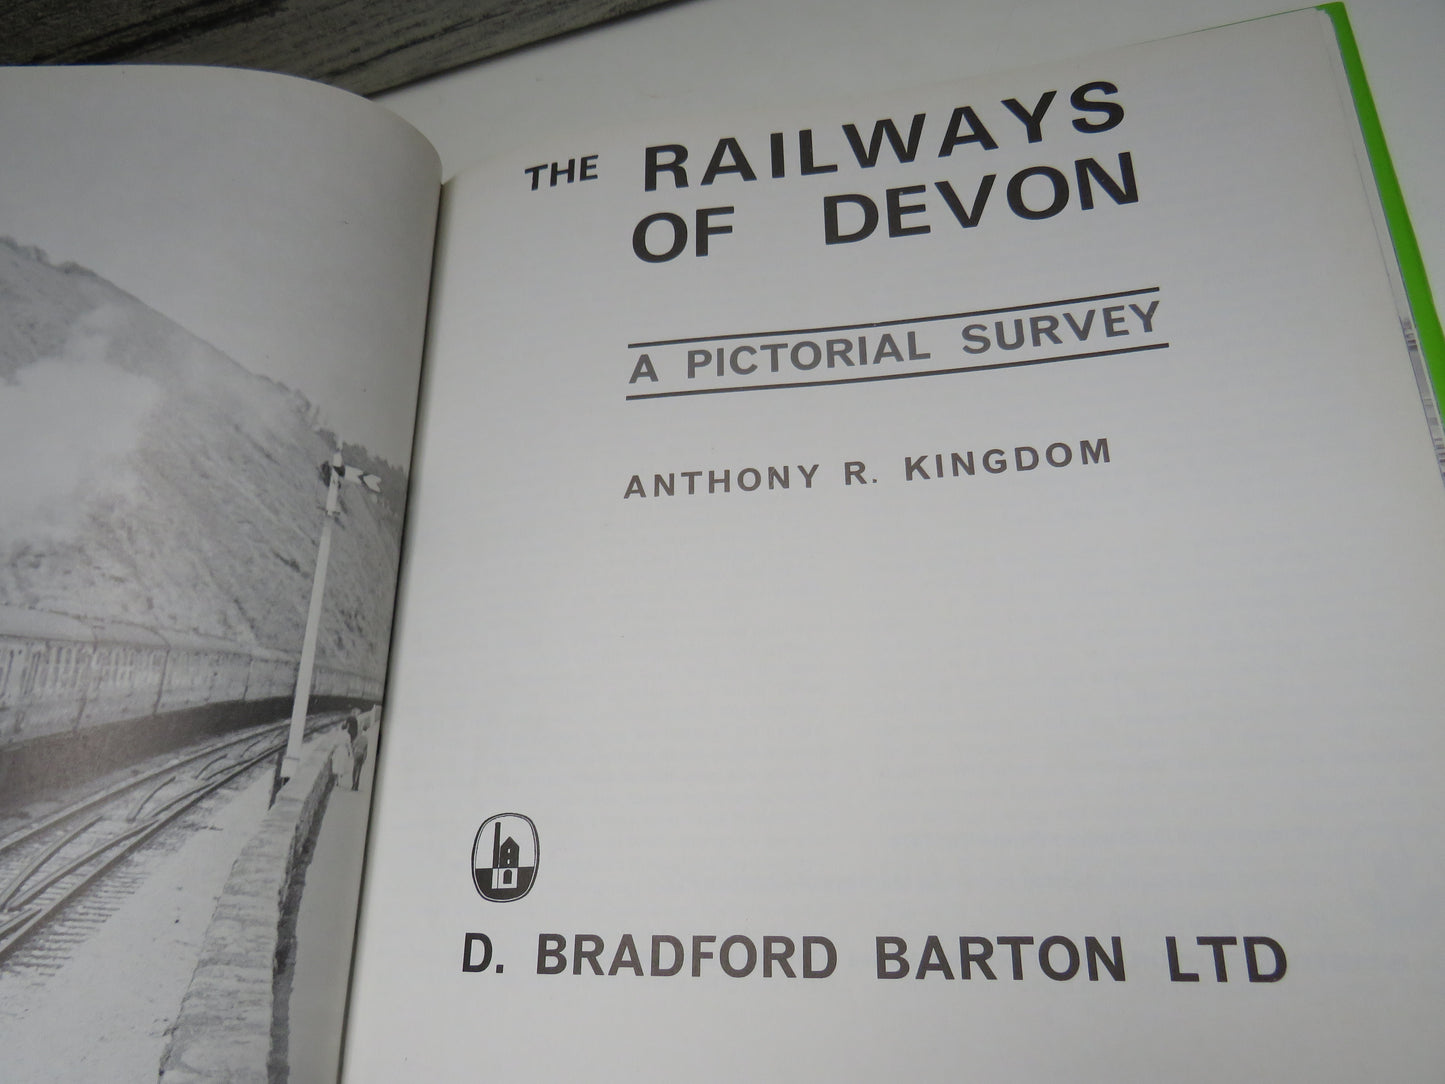 THE RAILWAYS
OF DEVON
A PICTORIAL SURVEY
ANTHONY R. KINGDOM
D. BRADFORD BARTON LTD